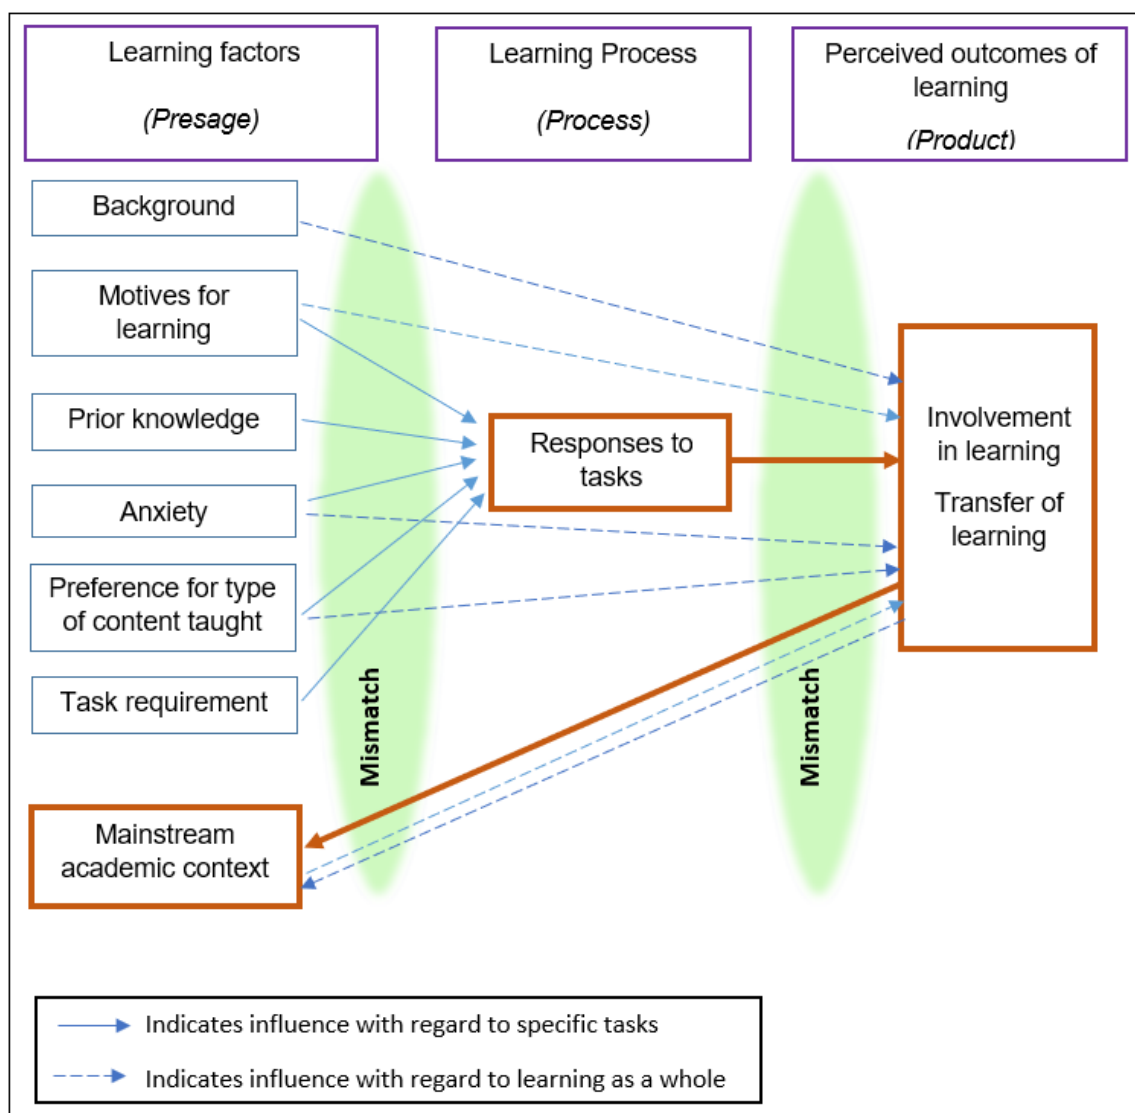 Learning factors
(Presage)
Learning Process
(Process)
Perceived outcomes of
learning
(Product)
Background
Motives for
learning
Prior knowledge
Anxiety
Preference for type
of content taught
Task requirement
Mainstream
academic context
Mismatch
Responses to
tasks
Mismatch
Involvement
in learning
Transfer of
learning
Indicates influence with regard to specific tasks
Indicates influence with regard to learning as a whole